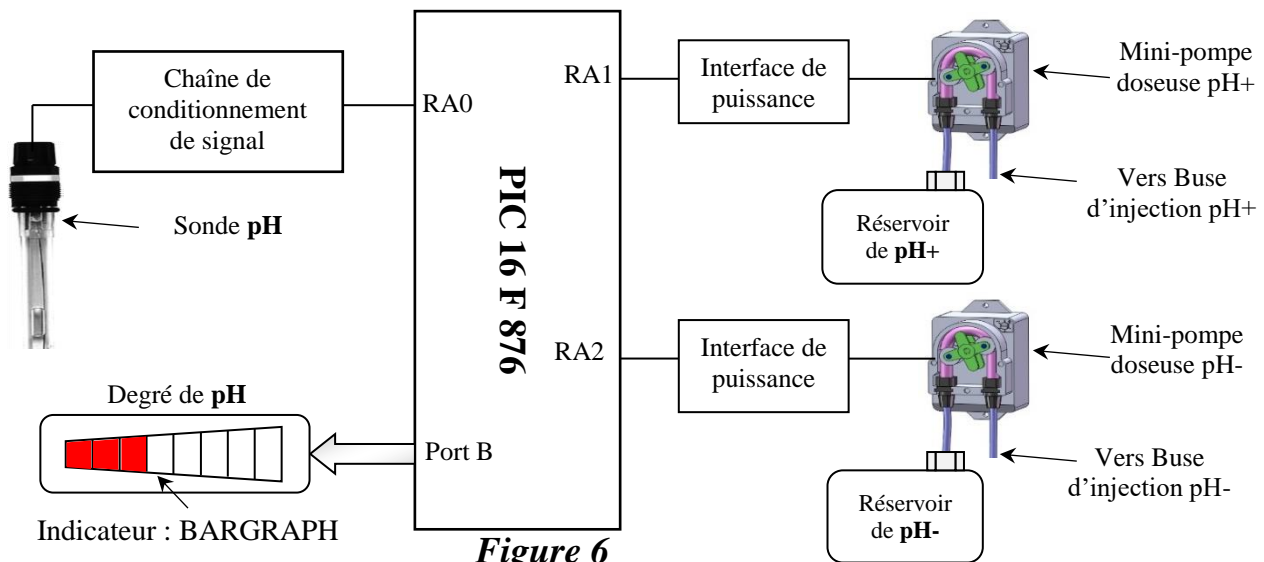 Chaîne de
conditionnement
de signal
Sonde pH
Degré de pH
Indicateur : BARGRAPH
RA0
RA1
RA2
Port B
PIC 16 F 876
Interface de
puissance
Mini-pompe
doseuse pH+
Vers Buse
d'injection pH+
Réservoir
de pH+
Interface de
puissance
Mini-pompe
doseuse pH-
Vers Buse
d'injection pH-
Réservoir
de pH-
Figure 6